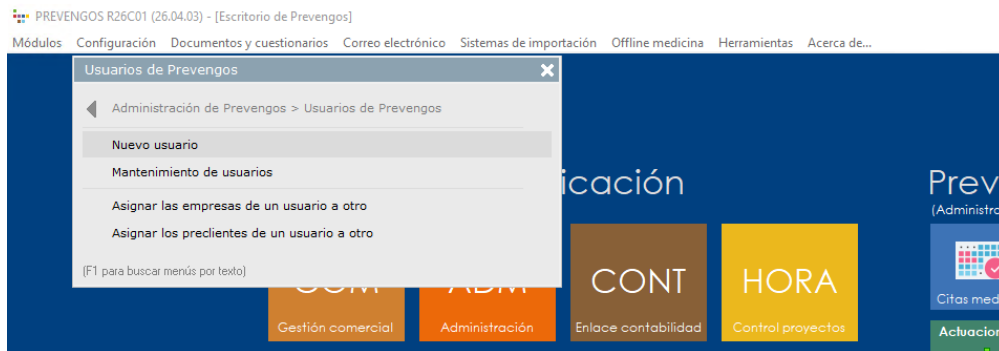 PREVENGOS R26C01 (26.04.03) - [Escritorio de Prevengos]
Módulos Configuración Documentos y cuestionarios Correo electrónico Sistemas de importación Offline medicina Herramientas Acerca de...
Usuarios de Prevengos
Administración de Prevengos > Usuarios de Prevengos
Nuevo usuario
Mantenimiento de usuarios
Asignar las empresas de un usuario a otro
Asignar los preclientes de un usuario a otro
(F1 para buscar menús por texto)
icación
Prev
(Administra
COM ADM CONT HORA
Gestión comercial Administración Enlace contabilidad Control proyectos
Citas med
Actuacion